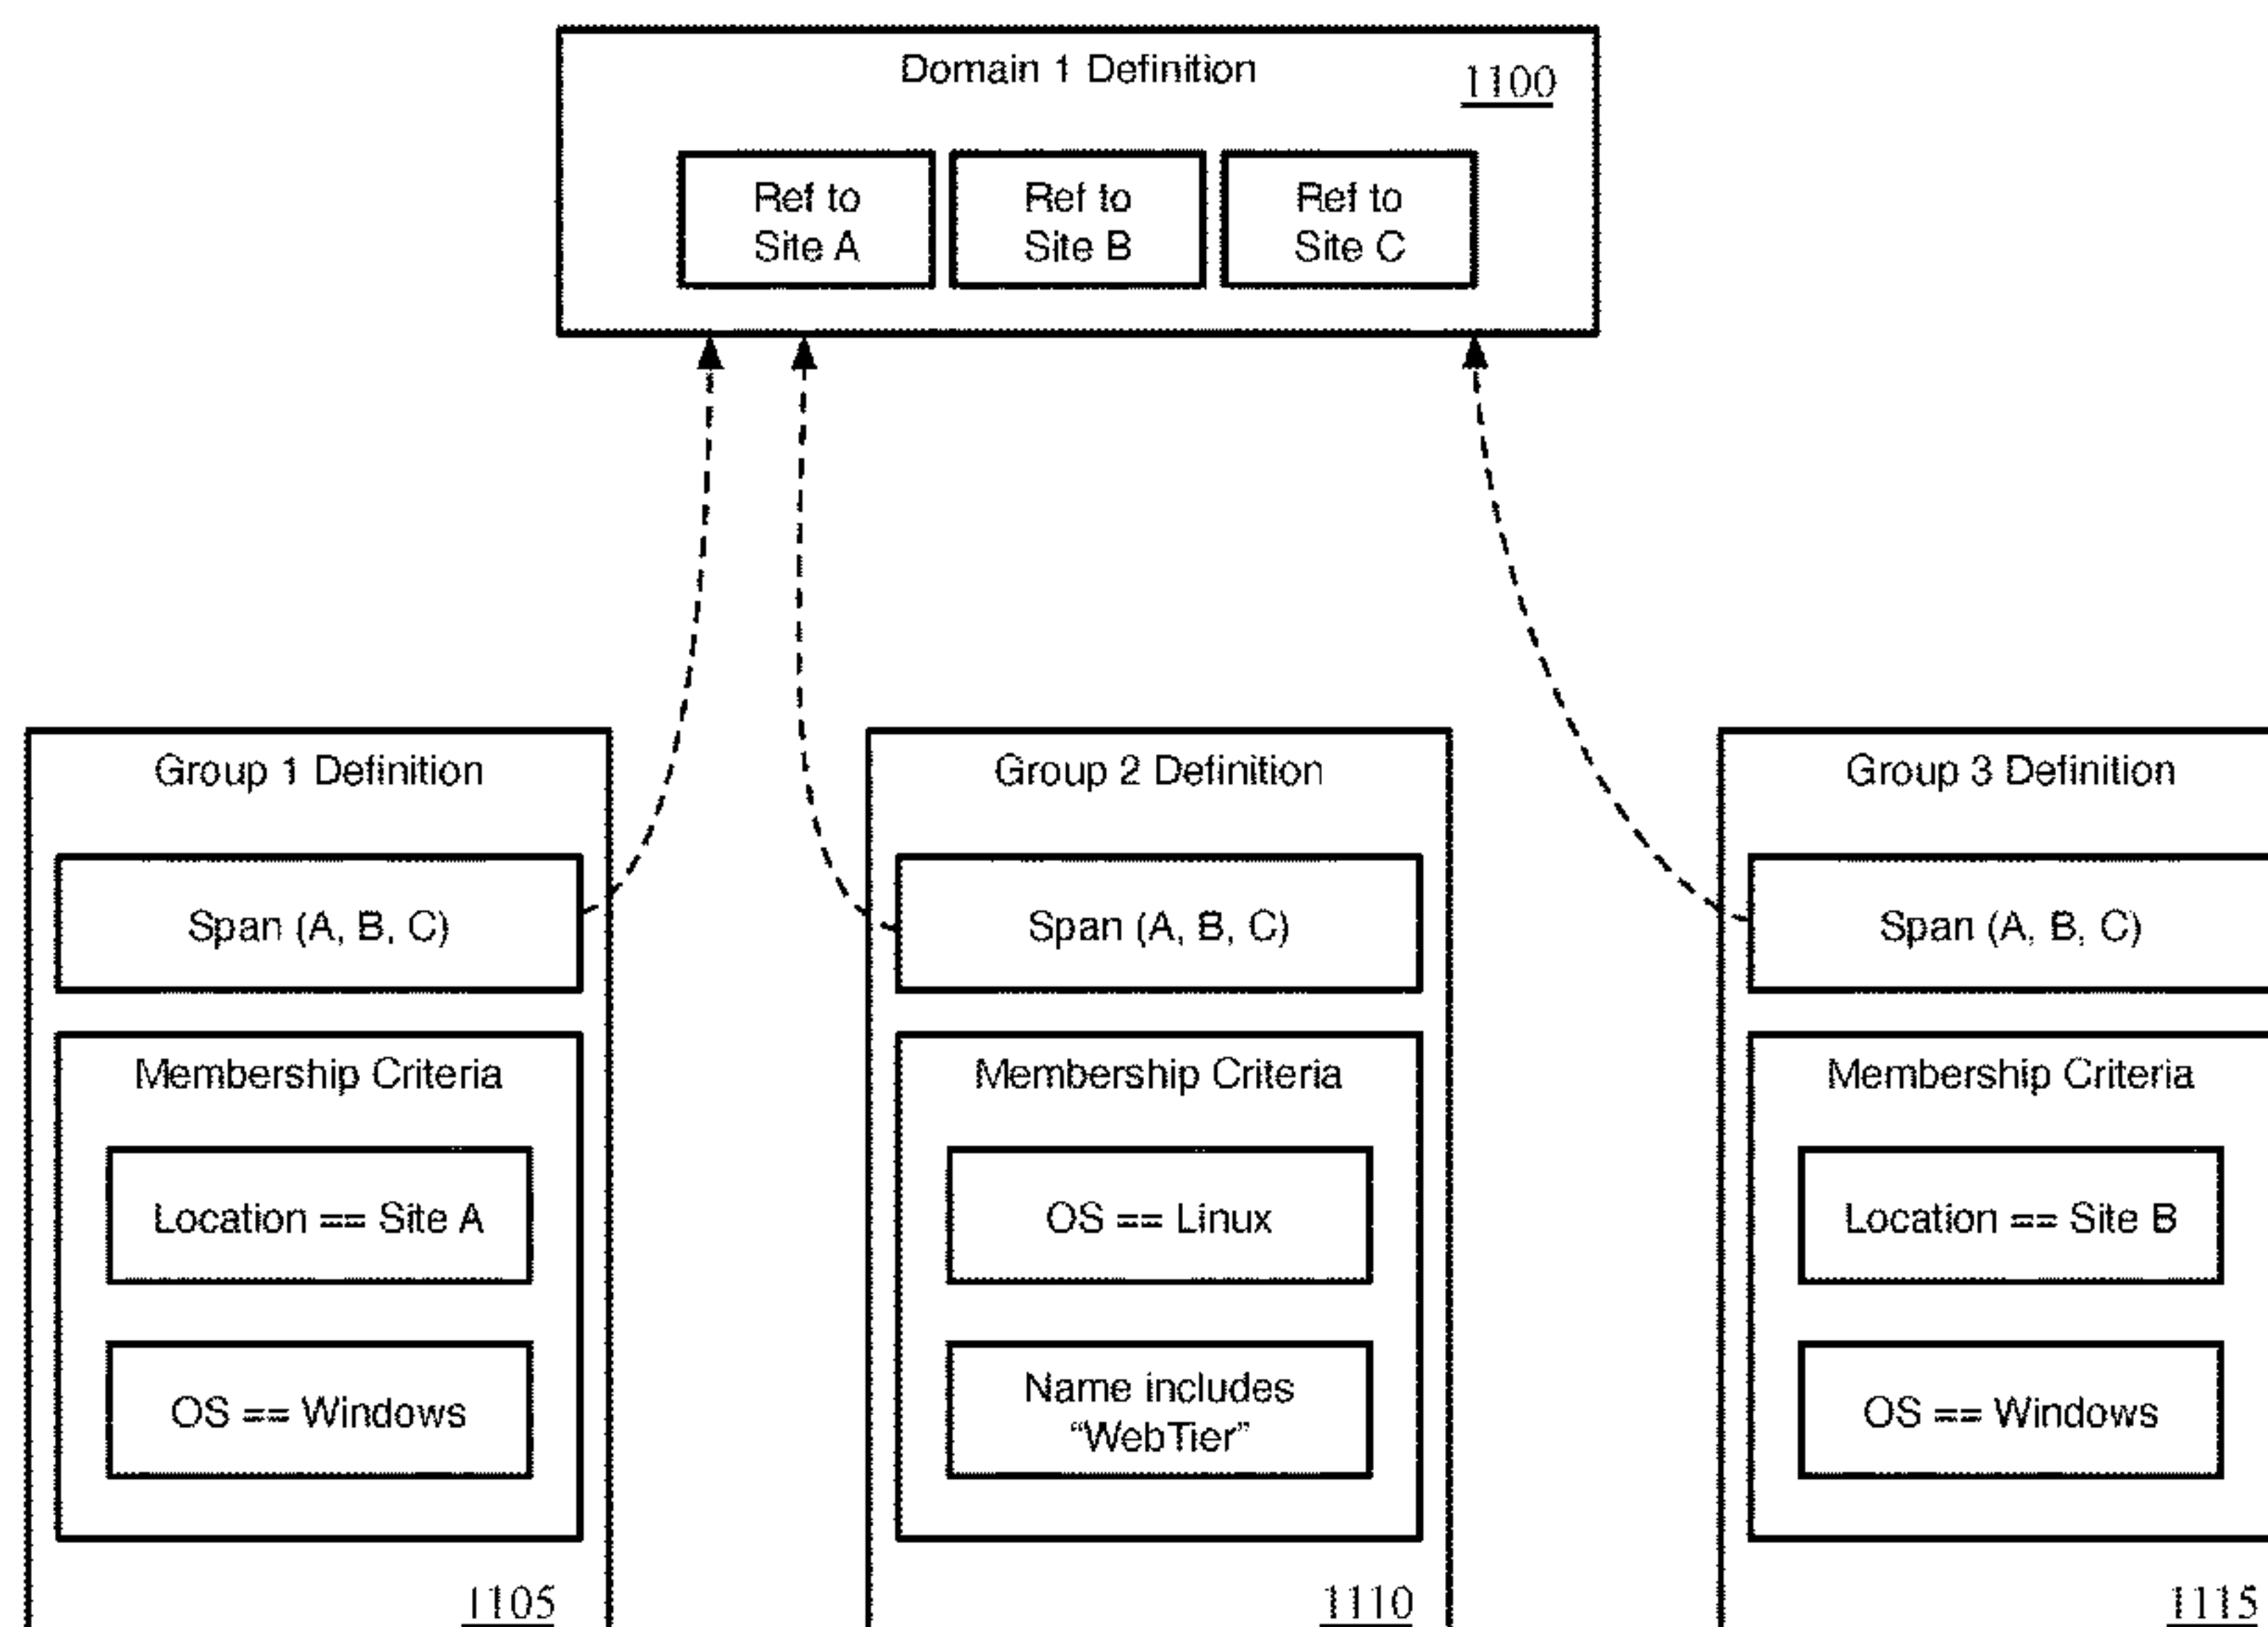 Domain 1 Definition
1100
Ref to
Site A
Ref to
Site B
Ref to
Site C
Group 1 Definition
Span (A, B, C)
Membership Criteria
Location == Site A
OS == Windows
1105
Group 2 Definition
Span (A, B, C)
Membership Criteria
OS == Linux
Name includes
“WebTier”
1110
Group 3 Definition
Span (A, B, C)
Membership Criteria
Location == Site B
OS == Windows
1115